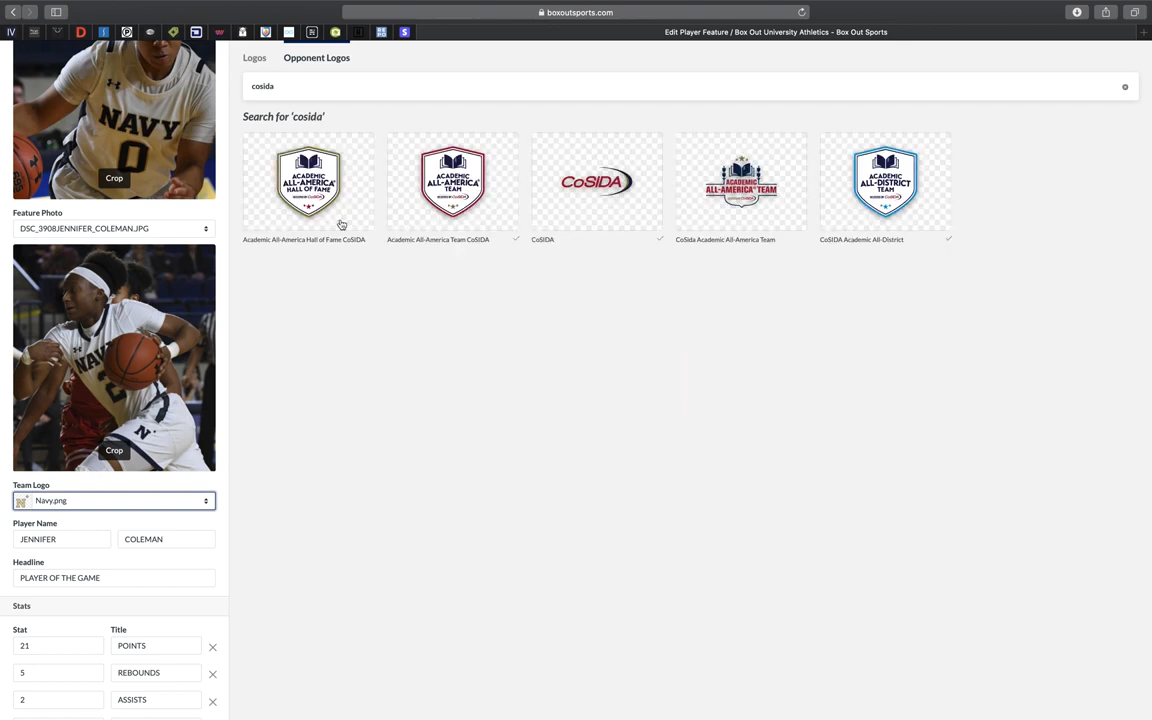 boxoutsports.com
Edit Player Feature / Box Out University Athletics - Box Out Sports
NAVY
0
Crop
Feature Photo
DSC_3908JENNIFER_COLEMAN.JPG
NAVY
2
N
Crop
Team Logo
Navy.png
Player Name
JENNIFER COLEMAN
Headline
PLAYER OF THE GAME
Stats
Stat Title
21 POINTS
5 REBOUNDS
2 ASSISTS
Logos Opponent Logos
cosida
Search for 'cosida'
ACADEMIC
ALL-AMERICA
HALL OF FAME
Academic All-America Hall of Fame CoSIDA
ACADEMIC
ALL-AMERICA
TEAM
Academic All-America Team CoSIDA
CoSIDA
CoSIDA
ACADEMIC
ALL-AMERICA TEAM
CoSida Academic All-America Team
ACADEMIC
ALL-DISTRICT
TEAM
CoSIDA Academic All-District